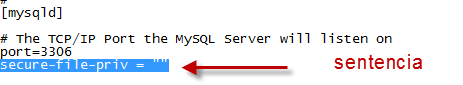 #
[mysqld]
# The TCP/IP Port the MySQL Server will listen on
port=3306
secure-file-priv = ""
sentencia